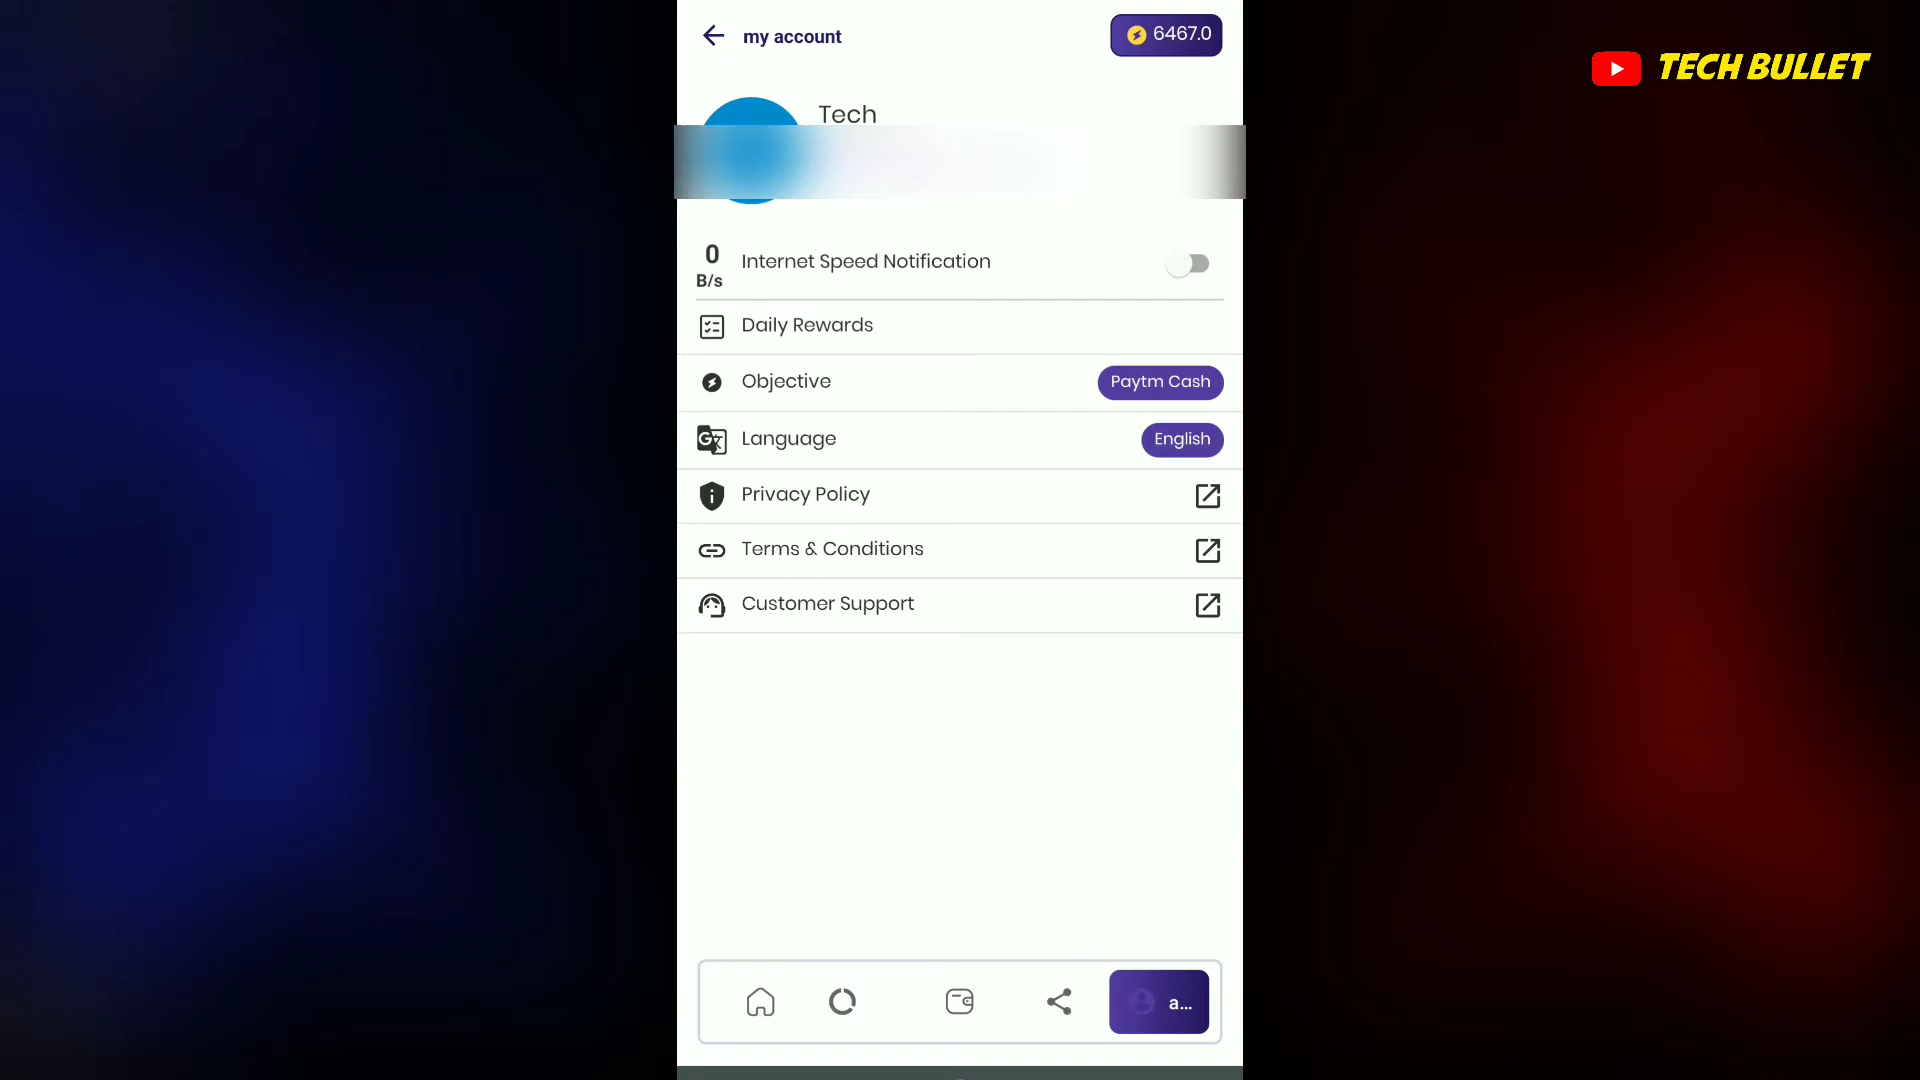 my account
6467.0
TECH BULLET
Tech
0
B/s
Internet Speed Notification
Daily Rewards
Objective
Paytm Cash
Language
English
Privacy Policy
Terms & Conditions
Customer Support
a...